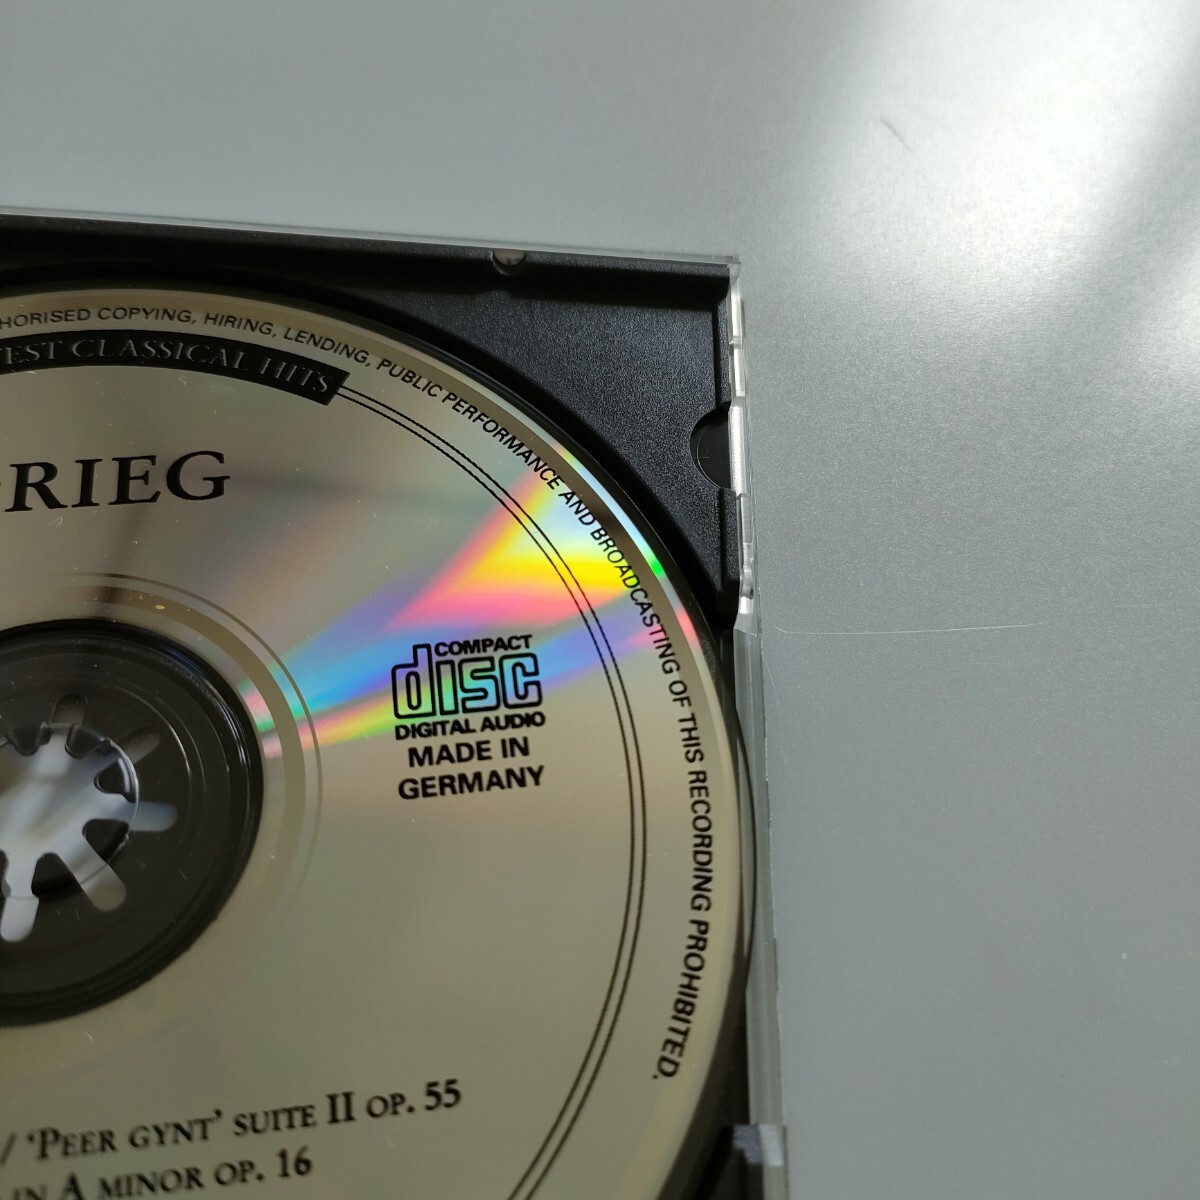 HORISED COPYING, HIRING, LENDING, PUBLIC PERFORMANCE AND BROADCASTING OF THIS RECORDING PROHIBITED.
EST CLASSICAL HITS
RIEG
COMPACT
disc
DIGITAL AUDIO
MADE IN
GERMANY
/ 'PEER GYNT' SUITE II OP. 55
IN A MINOR OP. 16